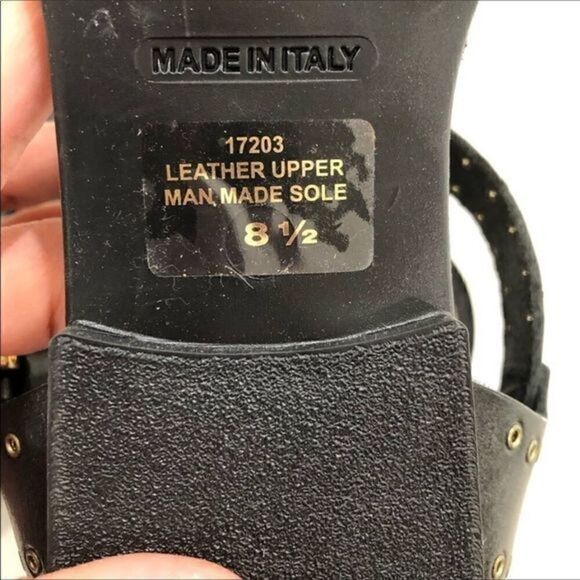 MADE IN ITALY
17203
LEATHER UPPER
MAN MADE SOLE
8 ½